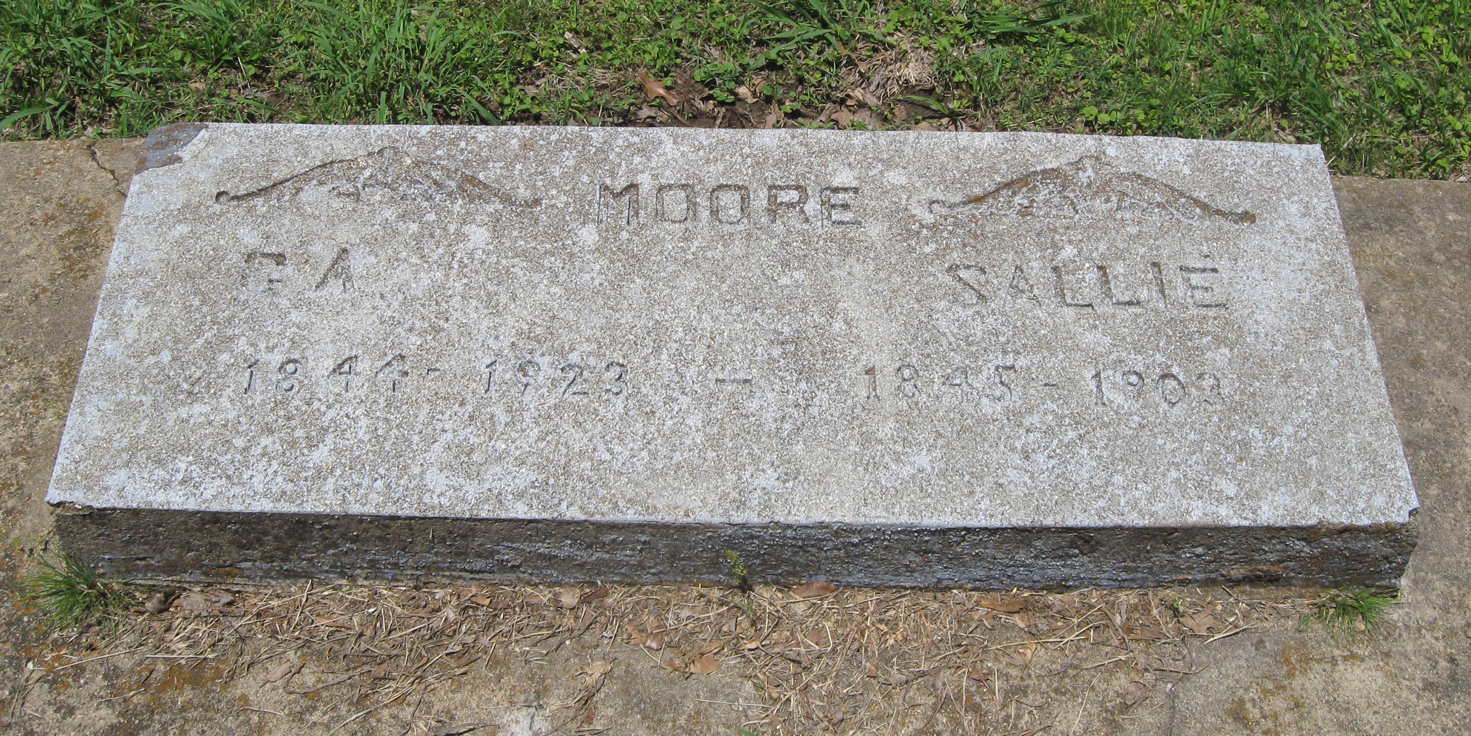 MOORE
G A SALLIE
1844 - 1923 — 1845 - 1903